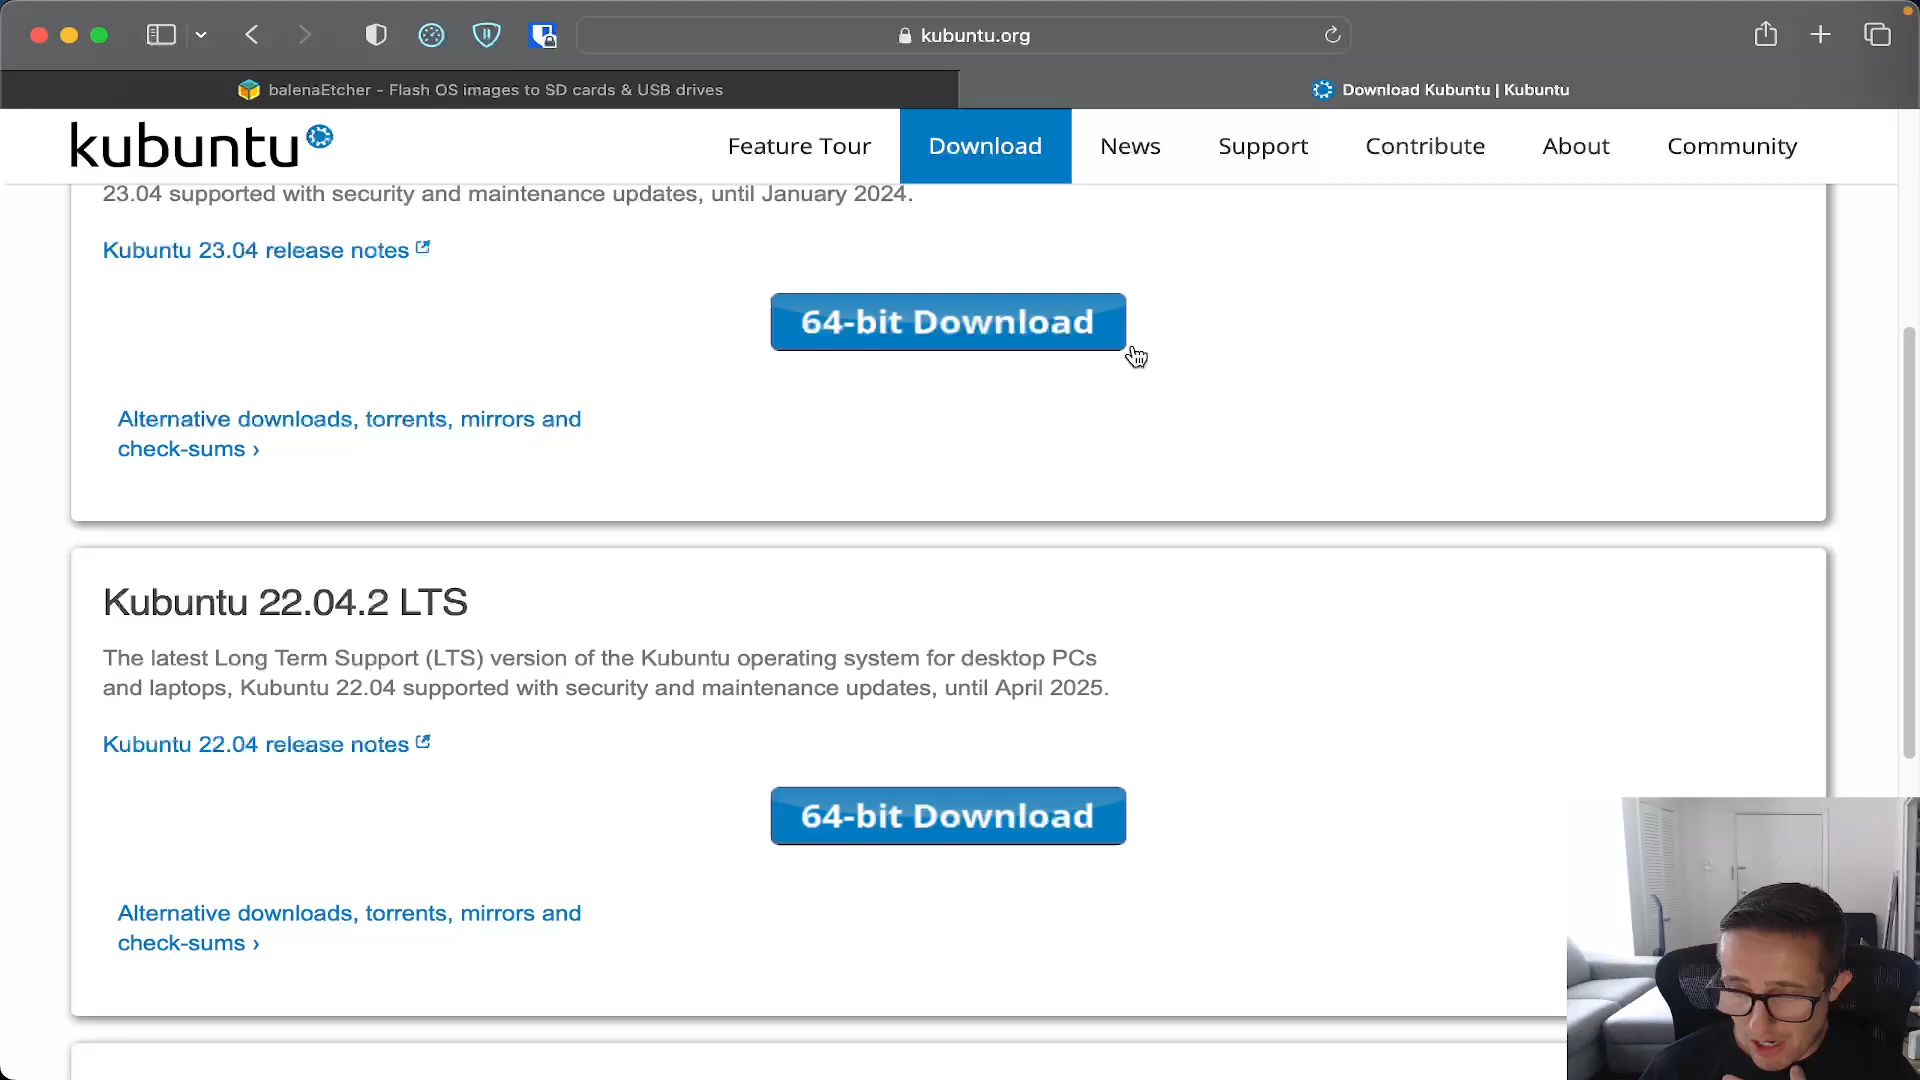 kubuntu.org
balenaEtcher - Flash OS images to SD cards & USB drives
Download Kubuntu | Kubuntu
kubuntu
Feature Tour
Download
News
Support
Contribute
About
Community
23.04 supported with security and maintenance updates, until January 2024.
Kubuntu 23.04 release notes
64-bit Download
Alternative downloads, torrents, mirrors and
check-sums ›
Kubuntu 22.04.2 LTS
The latest Long Term Support (LTS) version of the Kubuntu operating system for desktop PCs
and laptops, Kubuntu 22.04 supported with security and maintenance updates, until April 2025.
Kubuntu 22.04 release notes
64-bit Download
Alternative downloads, torrents, mirrors and
check-sums ›